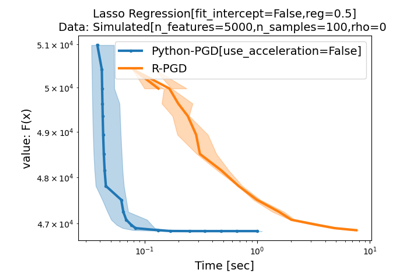 Lasso Regression[fit_intercept=False,reg=0.5]
Data: Simulated[n_features=5000,n_samples=100,rho=0
Python-PGD[use_acceleration=False]
R-PGD
value: F(x)
5.1 × 10⁴
5 × 10⁴
4.9 × 10⁴
4.8 × 10⁴
4.7 × 10⁴
10⁻¹
10⁰
10¹
Time [sec]